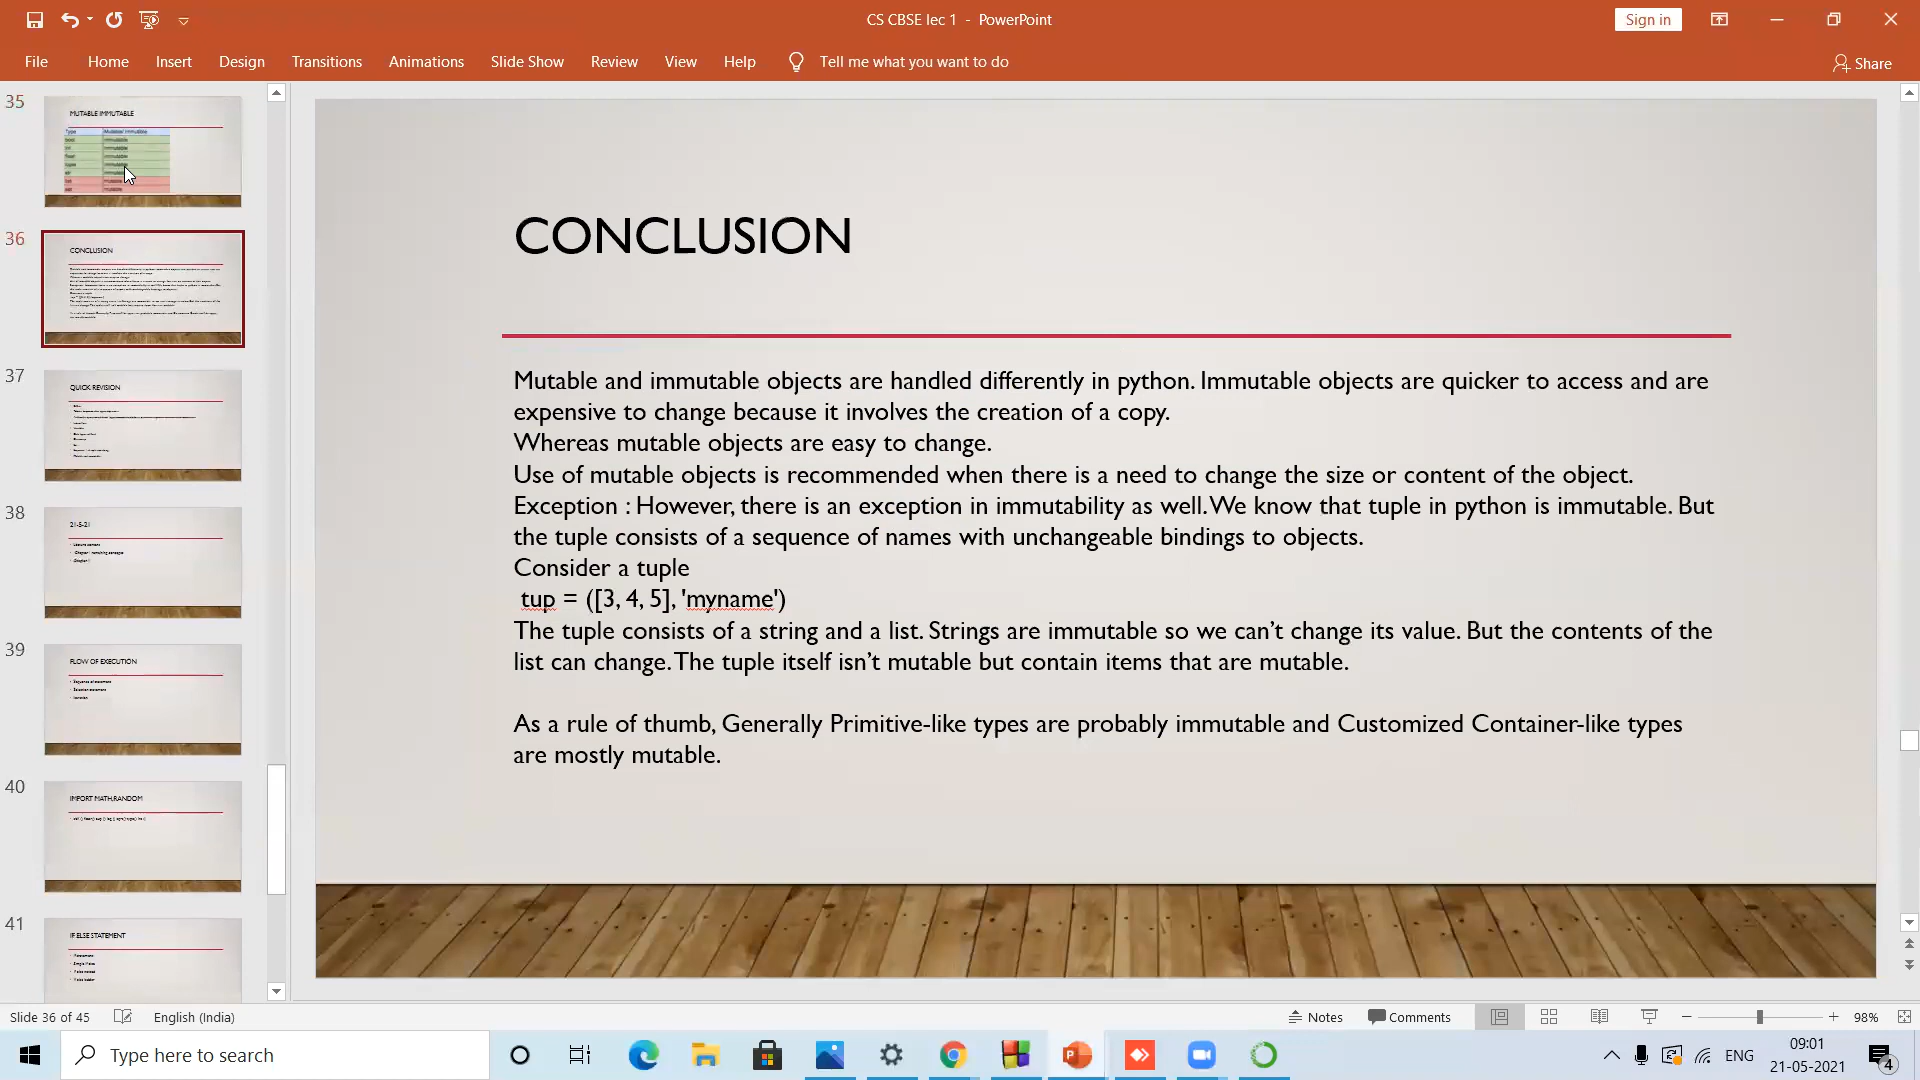 CS CBSE lec 1 - PowerPoint
Sign in
File Home Insert Design Transitions Animations Slide Show Review View Help Tell me what you want to do
Share
35
MUTABLE IMMUTABLE
36
CONCLUSION
37
QUICK REVISION
38
21-5-21
39
FLOW OF EXECUTION
40
IMPORT MATH,RANDOM
41
IF ELSE STATEMENT
CONCLUSION
Mutable and immutable objects are handled differently in python. Immutable objects are quicker to access and are
expensive to change because it involves the creation of a copy.
Whereas mutable objects are easy to change.
Use of mutable objects is recommended when there is a need to change the size or content of the object.
Exception : However, there is an exception in immutability as well. We know that tuple in python is immutable. But
the tuple consists of a sequence of names with unchangeable bindings to objects.
Consider a tuple
tup = ([3, 4, 5], 'myname')
The tuple consists of a string and a list. Strings are immutable so we can’t change its value. But the contents of the
list can change. The tuple itself isn’t mutable but contain items that are mutable.
As a rule of thumb, Generally Primitive-like types are probably immutable and Customized Container-like types
are mostly mutable.
Slide 36 of 45 English (India) Notes Comments 98%
Type here to search
ENG
09:01
21-05-2021
4